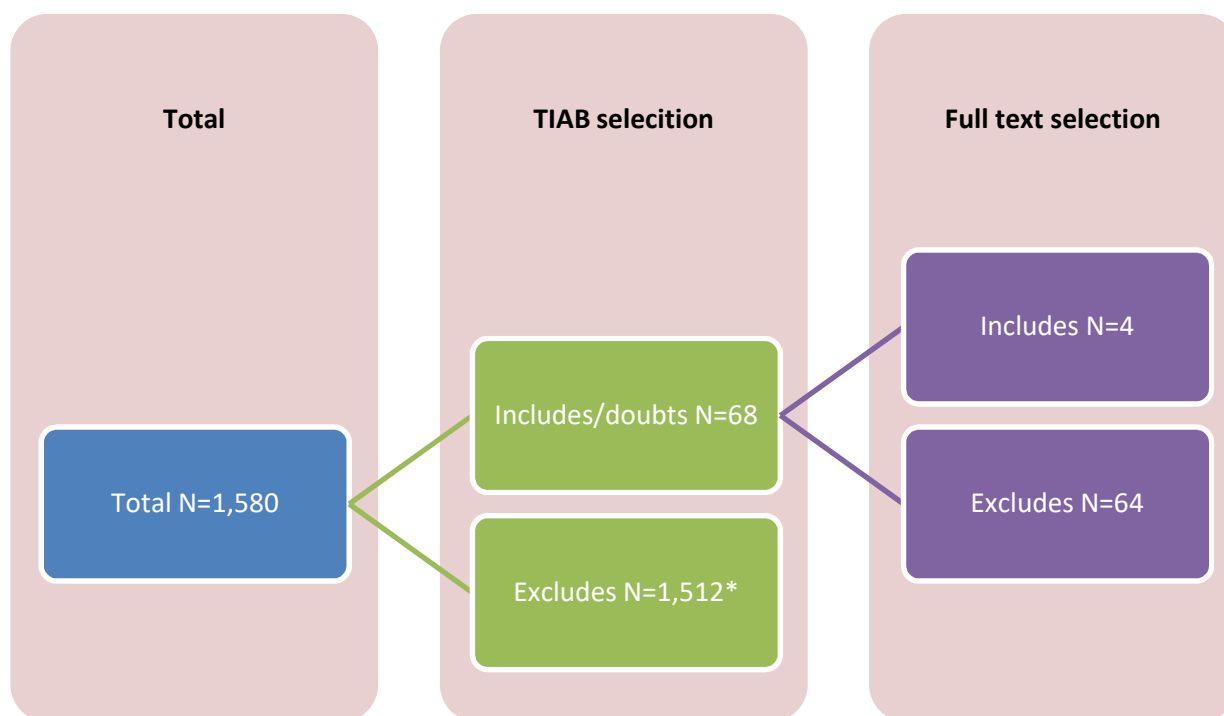 Total
TIAB selecition
Full text selection
Total N=1,580
Includes/doubts N=68
Excludes N=1,512*
Includes N=4
Excludes N=64